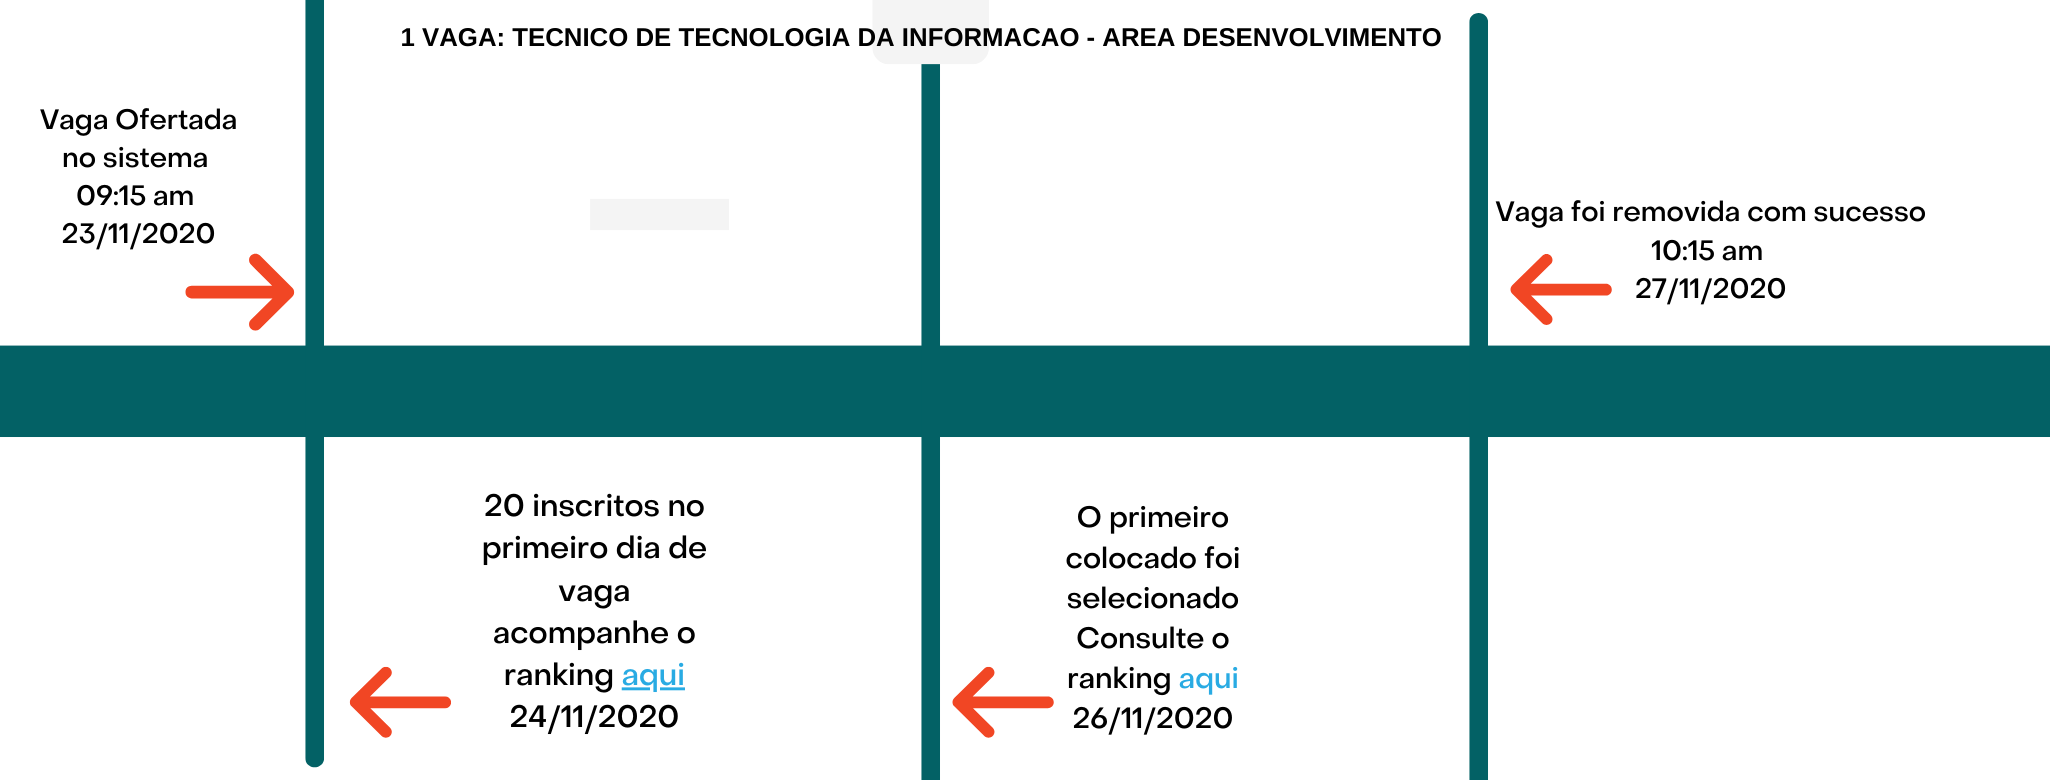 1 VAGA: TECNICO DE TECNOLOGIA DA INFORMACAO - AREA DESENVOLVIMENTO
Vaga Ofertada
no sistema
09:15 am
23/11/2020
Vaga foi removida com sucesso
10:15 am
27/11/2020
20 inscritos no
primeiro dia de
vaga
acompanhe o
ranking aqui
24/11/2020
O primeiro
colocado foi
selecionado
Consulte o
ranking aqui
26/11/2020